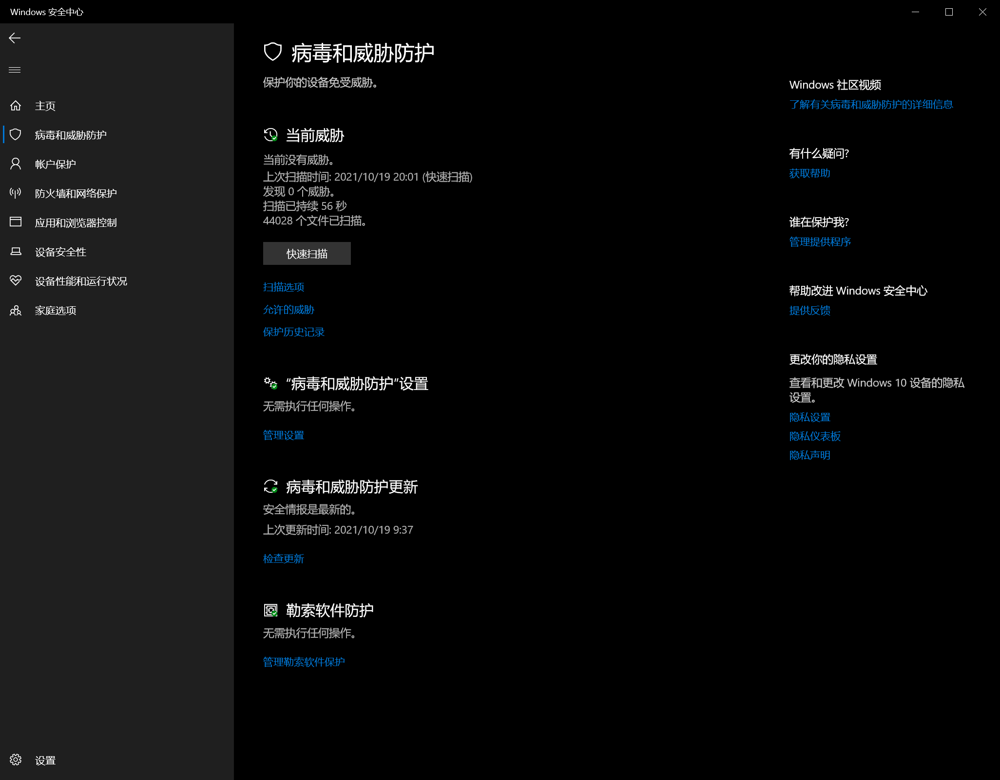 Windows 安全中心
主页
病毒和威胁防护
帐户保护
防火墙和网络保护
应用和浏览器控制
设备安全性
设备性能和运行状况
家庭选项
设置
病毒和威胁防护
保护你的设备免受威胁。
当前威胁
当前没有威胁。
上次扫描时间: 2021/10/19 20:01 (快速扫描)
发现 0 个威胁。
扫描已持续 56 秒
44028 个文件已扫描。
快速扫描
扫描选项
允许的威胁
保护历史记录
“病毒和威胁防护”设置
无需执行任何操作。
管理设置
病毒和威胁防护更新
安全情报是最新的。
上次更新时间: 2021/10/19 9:37
检查更新
勒索软件防护
无需执行任何操作。
管理勒索软件保护
Windows 社区视频
了解有关病毒和威胁防护的详细信息
有什么疑问?
获取帮助
谁在保护我?
管理提供程序
帮助改进 Windows 安全中心
提供反馈
更改你的隐私设置
查看和更改 Windows 10 设备的隐私
设置。
隐私设置
隐私仪表板
隐私声明